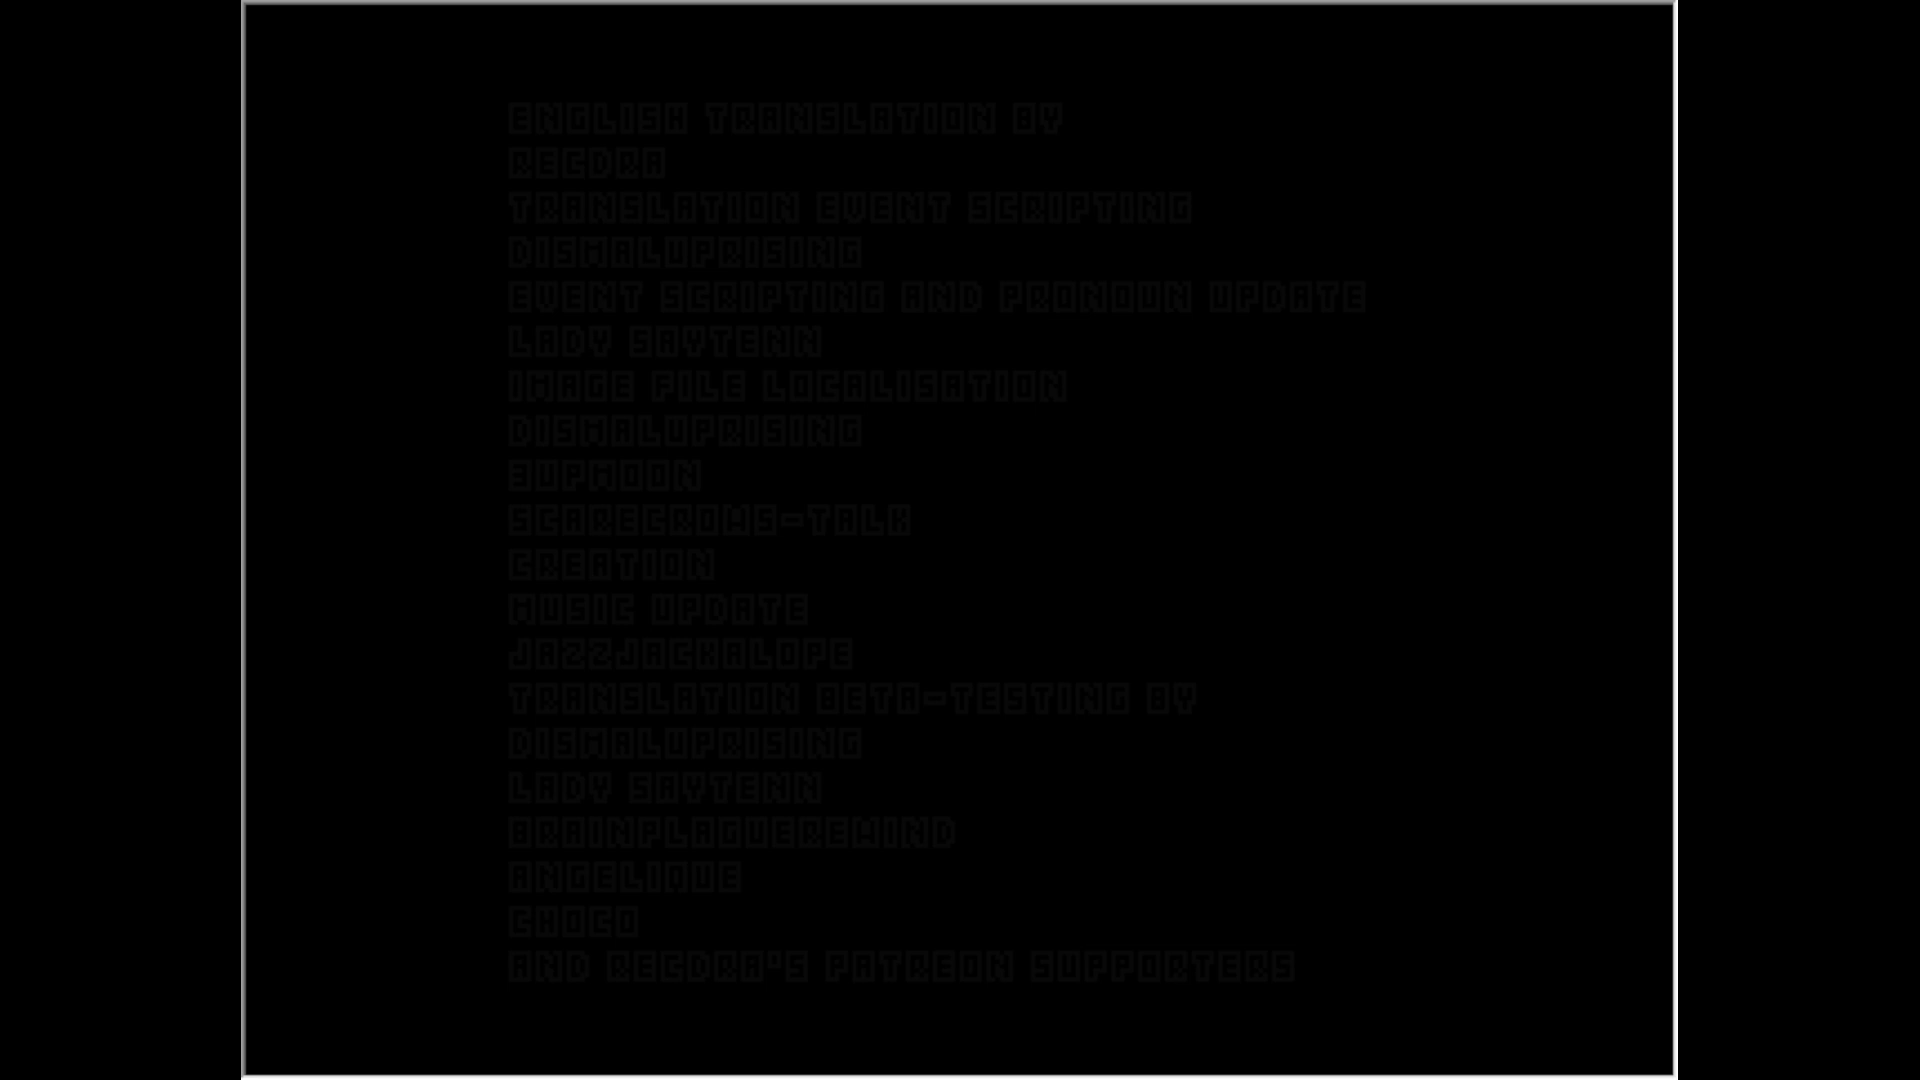 ENGLISH TRANSLATION BY
RECDRA
TRANSLATION EVENT SCRIPTING
DISMALUPRISING
EVENT SCRIPTING AND PRONOUN UPDATE
LADY SAYTENN
IMAGE FILE LOCALISATION
DISMALUPRISING
3UPMOON
SCARECROWS-TALK
CREATION
MUSIC UPDATE
JAZZJACKALOPE
TRANSLATION BETA-TESTING BY
DISMALUPRISING
LADY SAYTENN
BRAINPLAGUEREWIND
ANGELIQUE
CHOCO
AND RECDRA'S PATREON SUPPORTERS